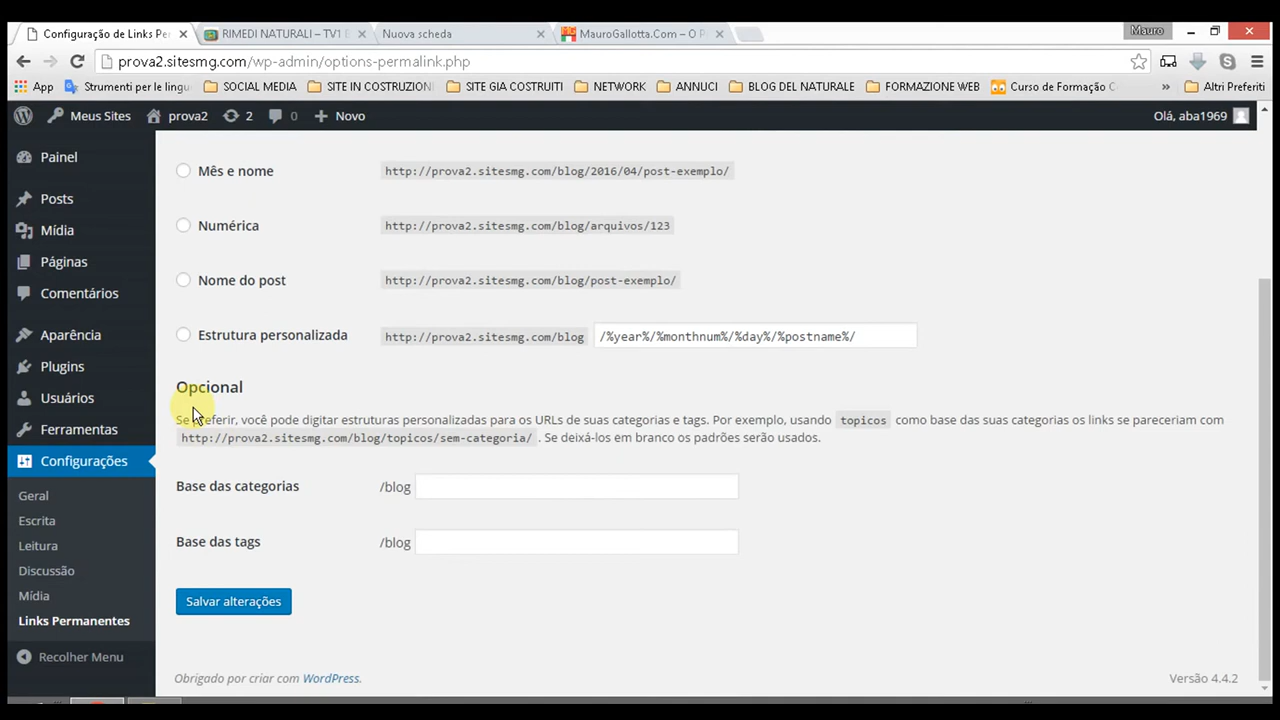 Configuração de Links Pe
RIMEDI NATURALI – TV1
Nuova scheda
MauroGallotta.Com – O P
Mauro
prova2.sitesmg.com/wp-admin/options-permalink.php
App
Strumenti per le lingu
SOCIAL MEDIA
SITE IN COSTRUZIONI
SITE GIA COSTRUITI
NETWORK
ANNUCI
BLOG DEL NATURALE
FORMAZIONE WEB
Curso de Formação C
»
Altri Preferiti
Meus Sites
prova2
2
0
Novo
Olá, aba1969
Painel
Posts
Mídia
Páginas
Comentários
Aparência
Plugins
Usuários
Ferramentas
Configurações
Geral
Escrita
Leitura
Discussão
Mídia
Links Permanentes
Recolher Menu
Mês e nome
http://prova2.sitesmg.com/blog/2016/04/post-exemplo/
Numérica
http://prova2.sitesmg.com/blog/arquivos/123
Nome do post
http://prova2.sitesmg.com/blog/post-exemplo/
Estrutura personalizada
http://prova2.sitesmg.com/blog
/%year%/%monthnum%/%day%/%postname%/
Opcional
Se preferir, você pode digitar estruturas personalizadas para os URLs de suas categorias e tags. Por exemplo, usando topicos como base das suas categorias os links se pareceriam com
http://prova2.sitesmg.com/blog/topicos/sem-categoria/ . Se deixá-los em branco os padrões serão usados.
Base das categorias
/blog
Base das tags
/blog
Salvar alterações
Obrigado por criar com WordPress.
Versão 4.4.2